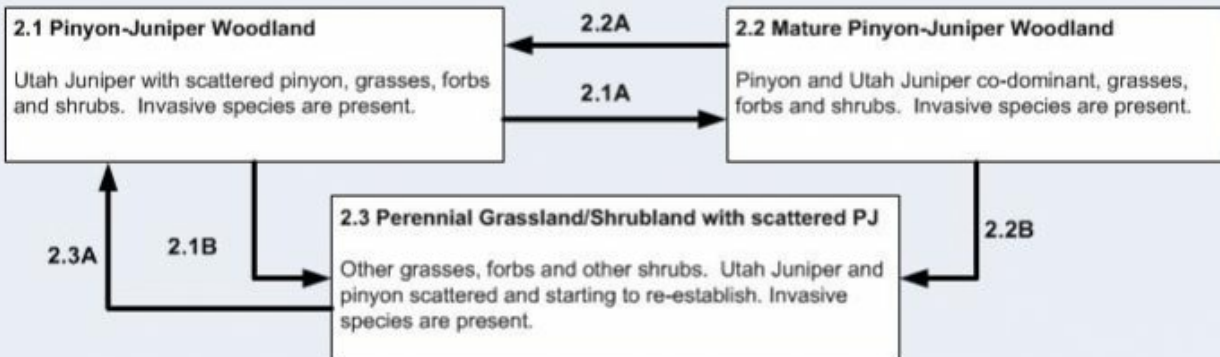 2.1 Pinyon-Juniper Woodland
Utah Juniper with scattered pinyon, grasses, forbs
and shrubs. Invasive species are present.
2.2A
2.1A
2.2 Mature Pinyon-Juniper Woodland
Pinyon and Utah Juniper co-dominant, grasses,
forbs and shrubs. Invasive species are present.
2.3A
2.1B
2.3 Perennial Grassland/Shrubland with scattered PJ
Other grasses, forbs and other shrubs. Utah Juniper and
pinyon scattered and starting to re-establish. Invasive
species are present.
2.2B